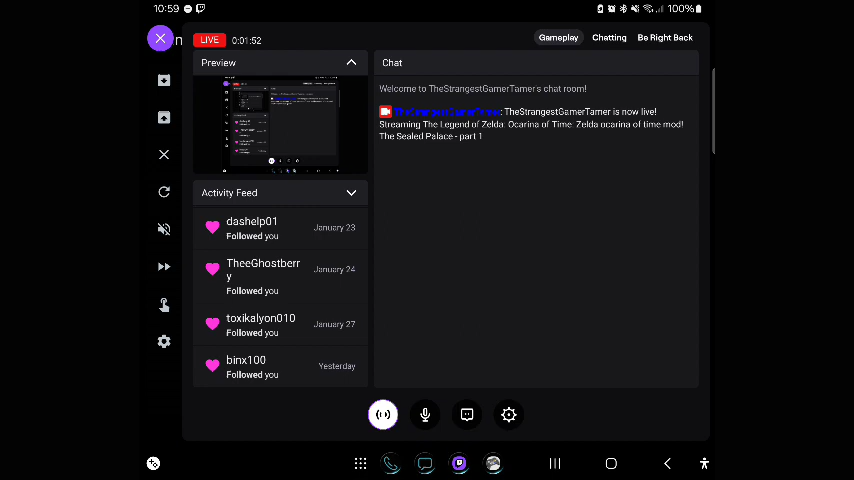 10:59
100%
n
LIVE 0:01:52
Gameplay Chatting Be Right Back
Preview
Chat
Welcome to TheStrangestGamerTamer's chat room!
TheStrangestGamerTamer: TheStrangestGamerTamer is now live!
Streaming The Legend of Zelda: Ocarina of Time: Zelda ocarina of time mod!
The Sealed Palace - part 1
Activity Feed
dashelp01
Followed you
January 23
TheeGhostberr
y
Followed you
January 24
toxikalyon010
Followed you
January 27
binx100
Followed you
Yesterday